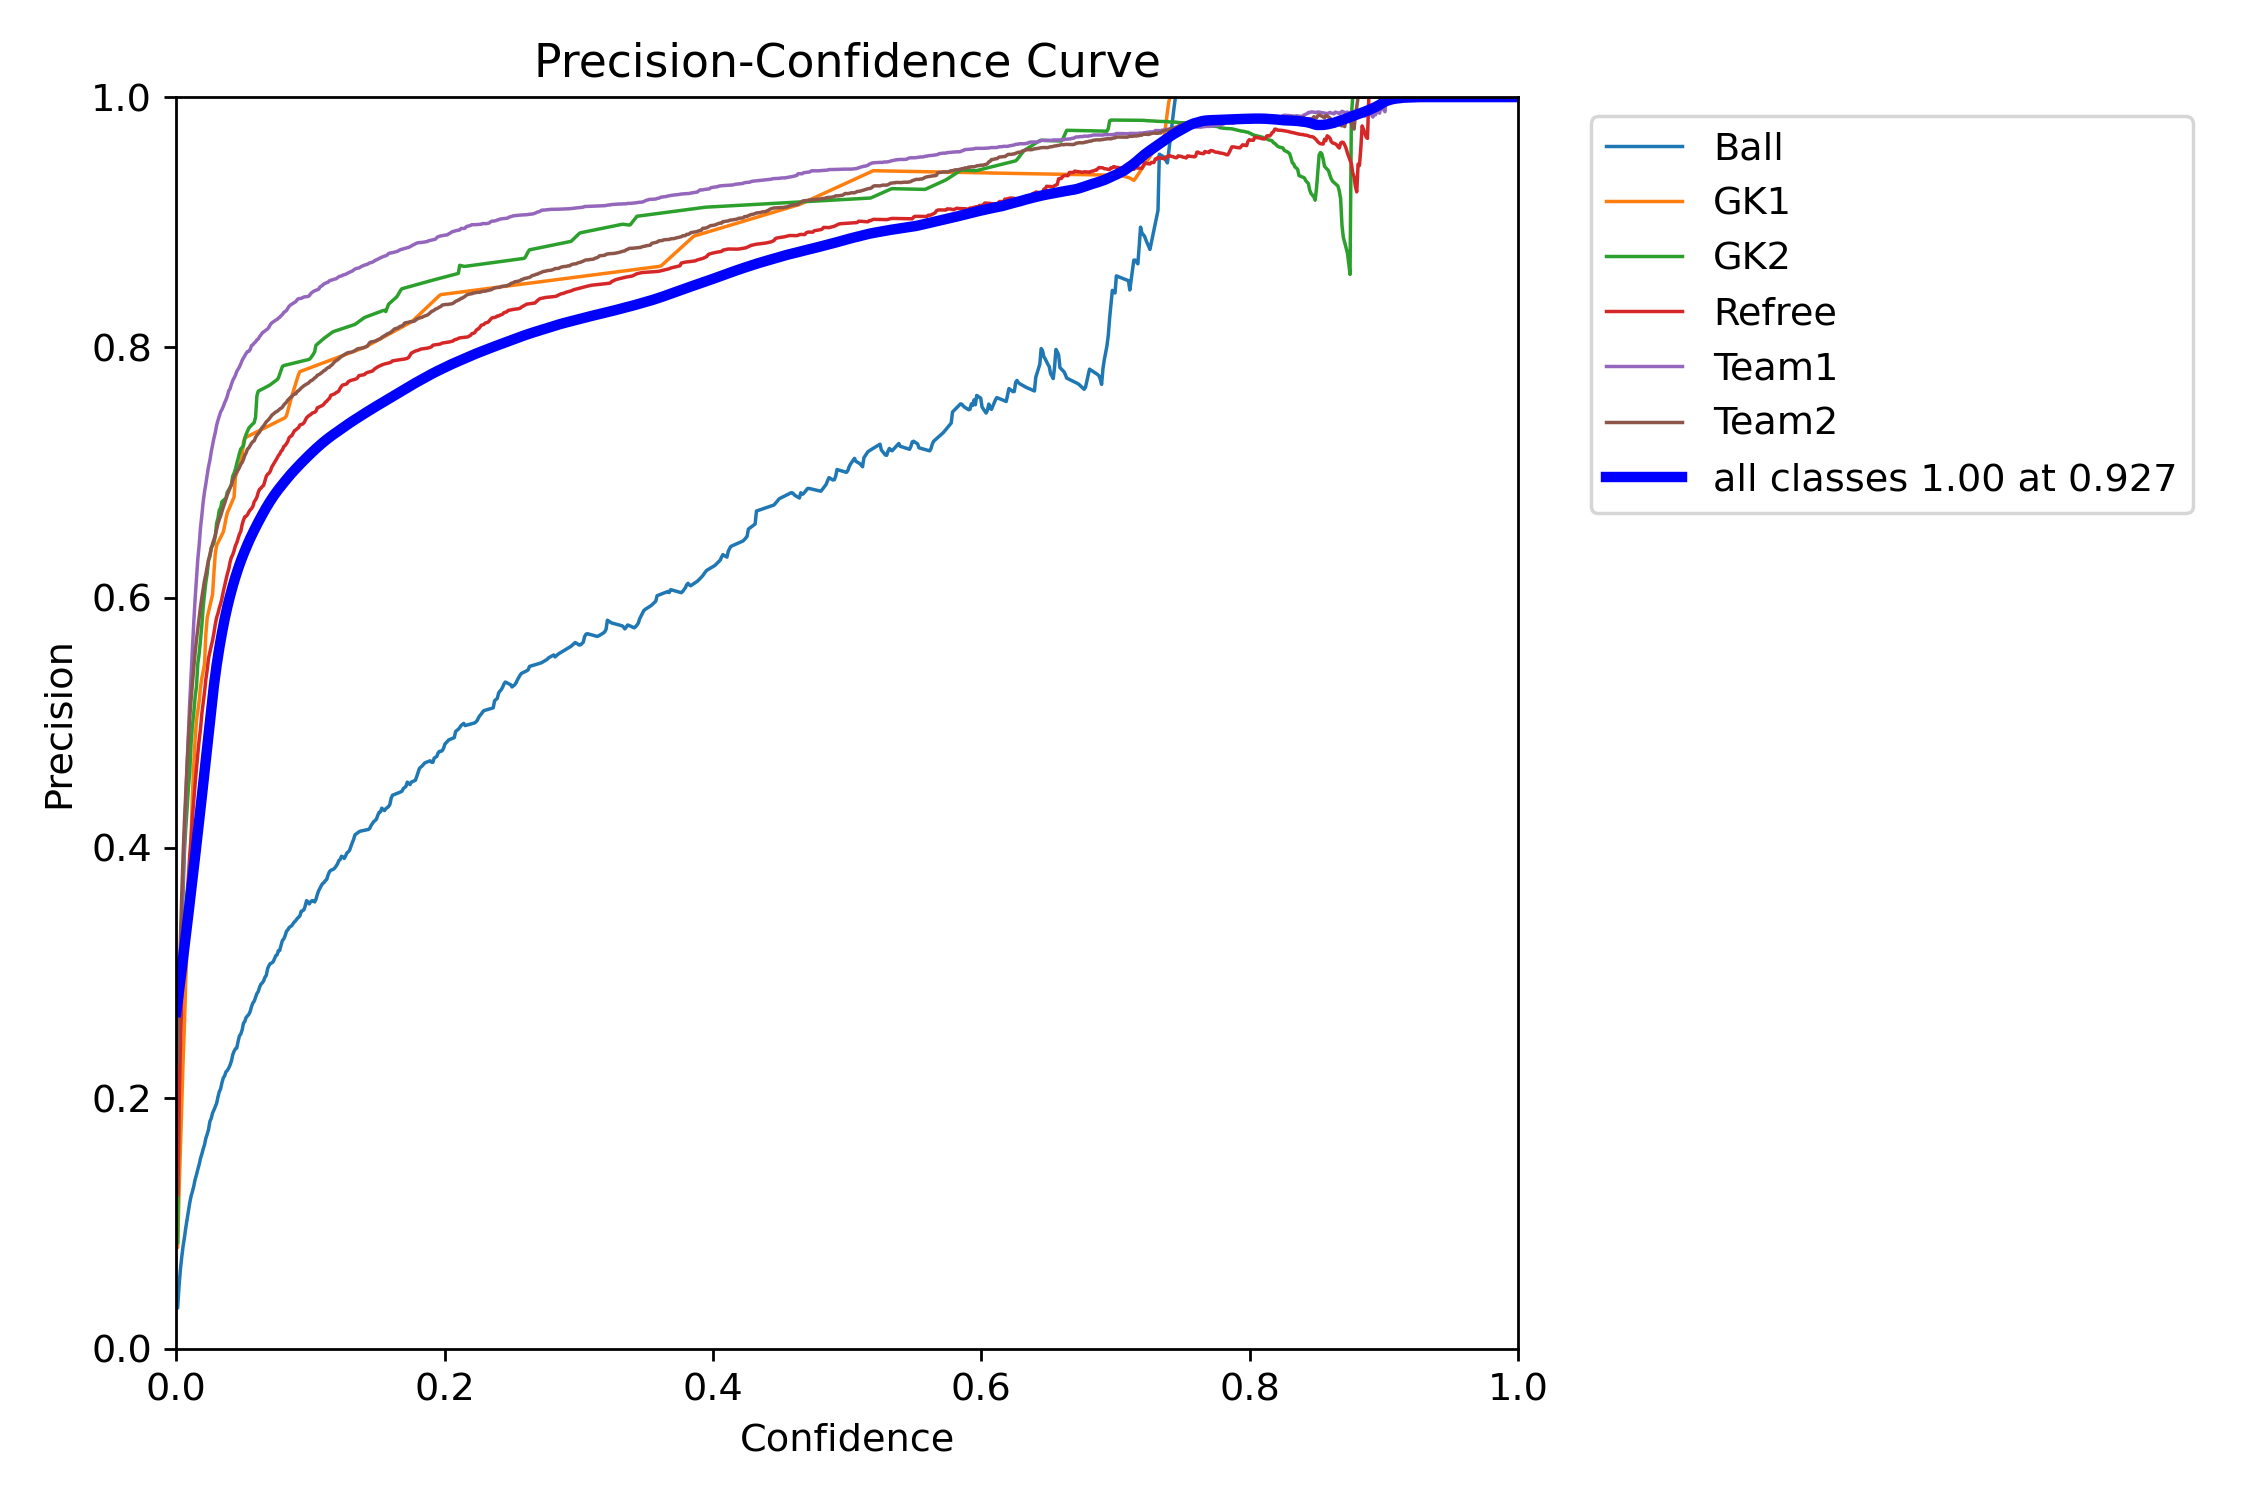 Precision-Confidence Curve
1.0
0.8
0.6
0.4
0.2
0.0
Precision
0.0 0.2 0.4 0.6 0.8 1.0
Confidence
Ball
GK1
GK2
Refree
Team1
Team2
all classes 1.00 at 0.927